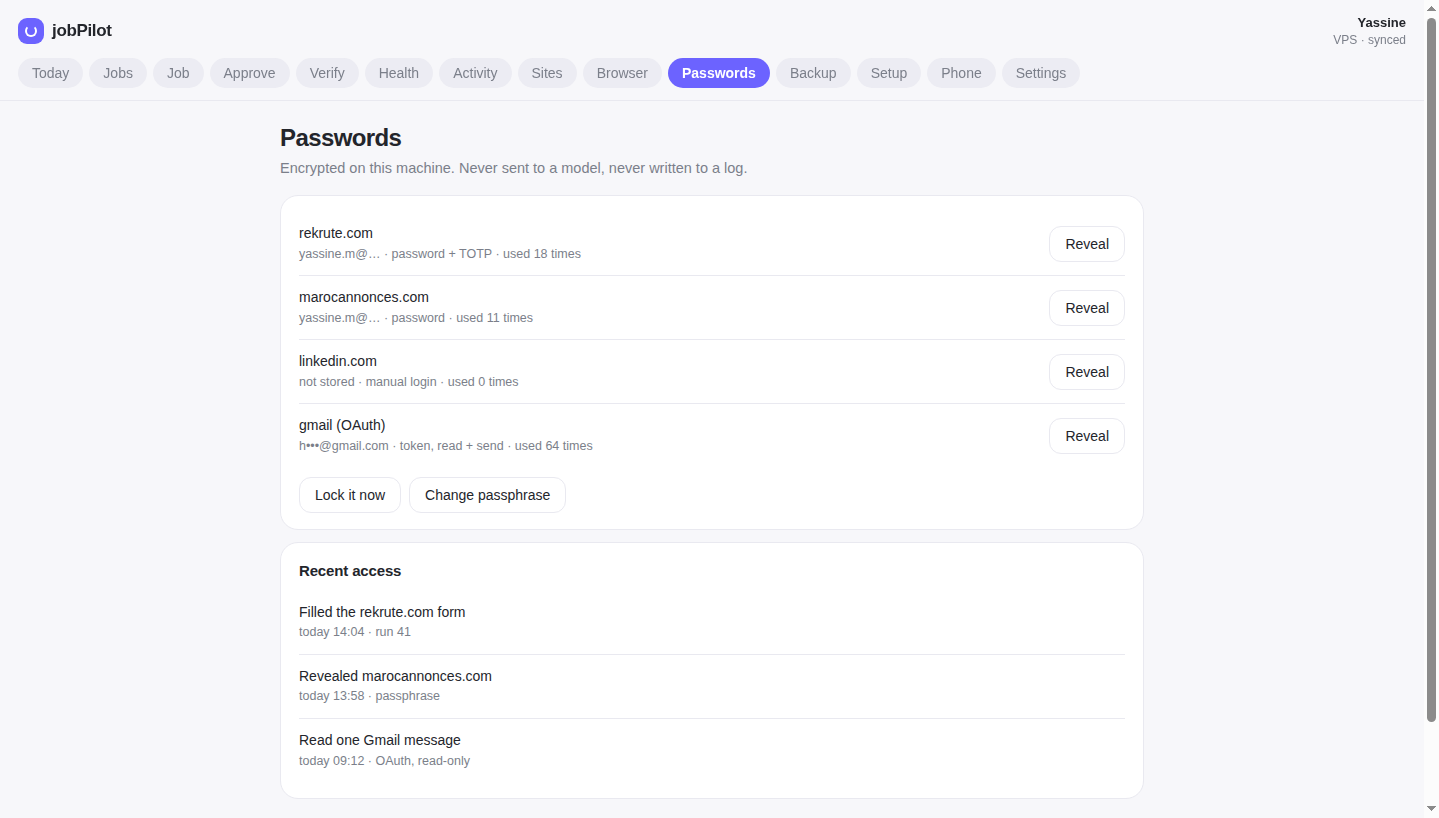 jobPilot
Yassine
VPS · synced
Today
Jobs
Job
Approve
Verify
Health
Activity
Sites
Browser
Passwords
Backup
Setup
Phone
Settings
Passwords
Encrypted on this machine. Never sent to a model, never written to a log.
rekrute.com
yassine.m@… · password + TOTP · used 18 times
Reveal
marocannonces.com
yassine.m@… · password · used 11 times
Reveal
linkedin.com
not stored · manual login · used 0 times
Reveal
gmail (OAuth)
h•••@gmail.com · token, read + send · used 64 times
Reveal
Lock it now
Change passphrase
Recent access
Filled the rekrute.com form
today 14:04 · run 41
Revealed marocannonces.com
today 13:58 · passphrase
Read one Gmail message
today 09:12 · OAuth, read-only